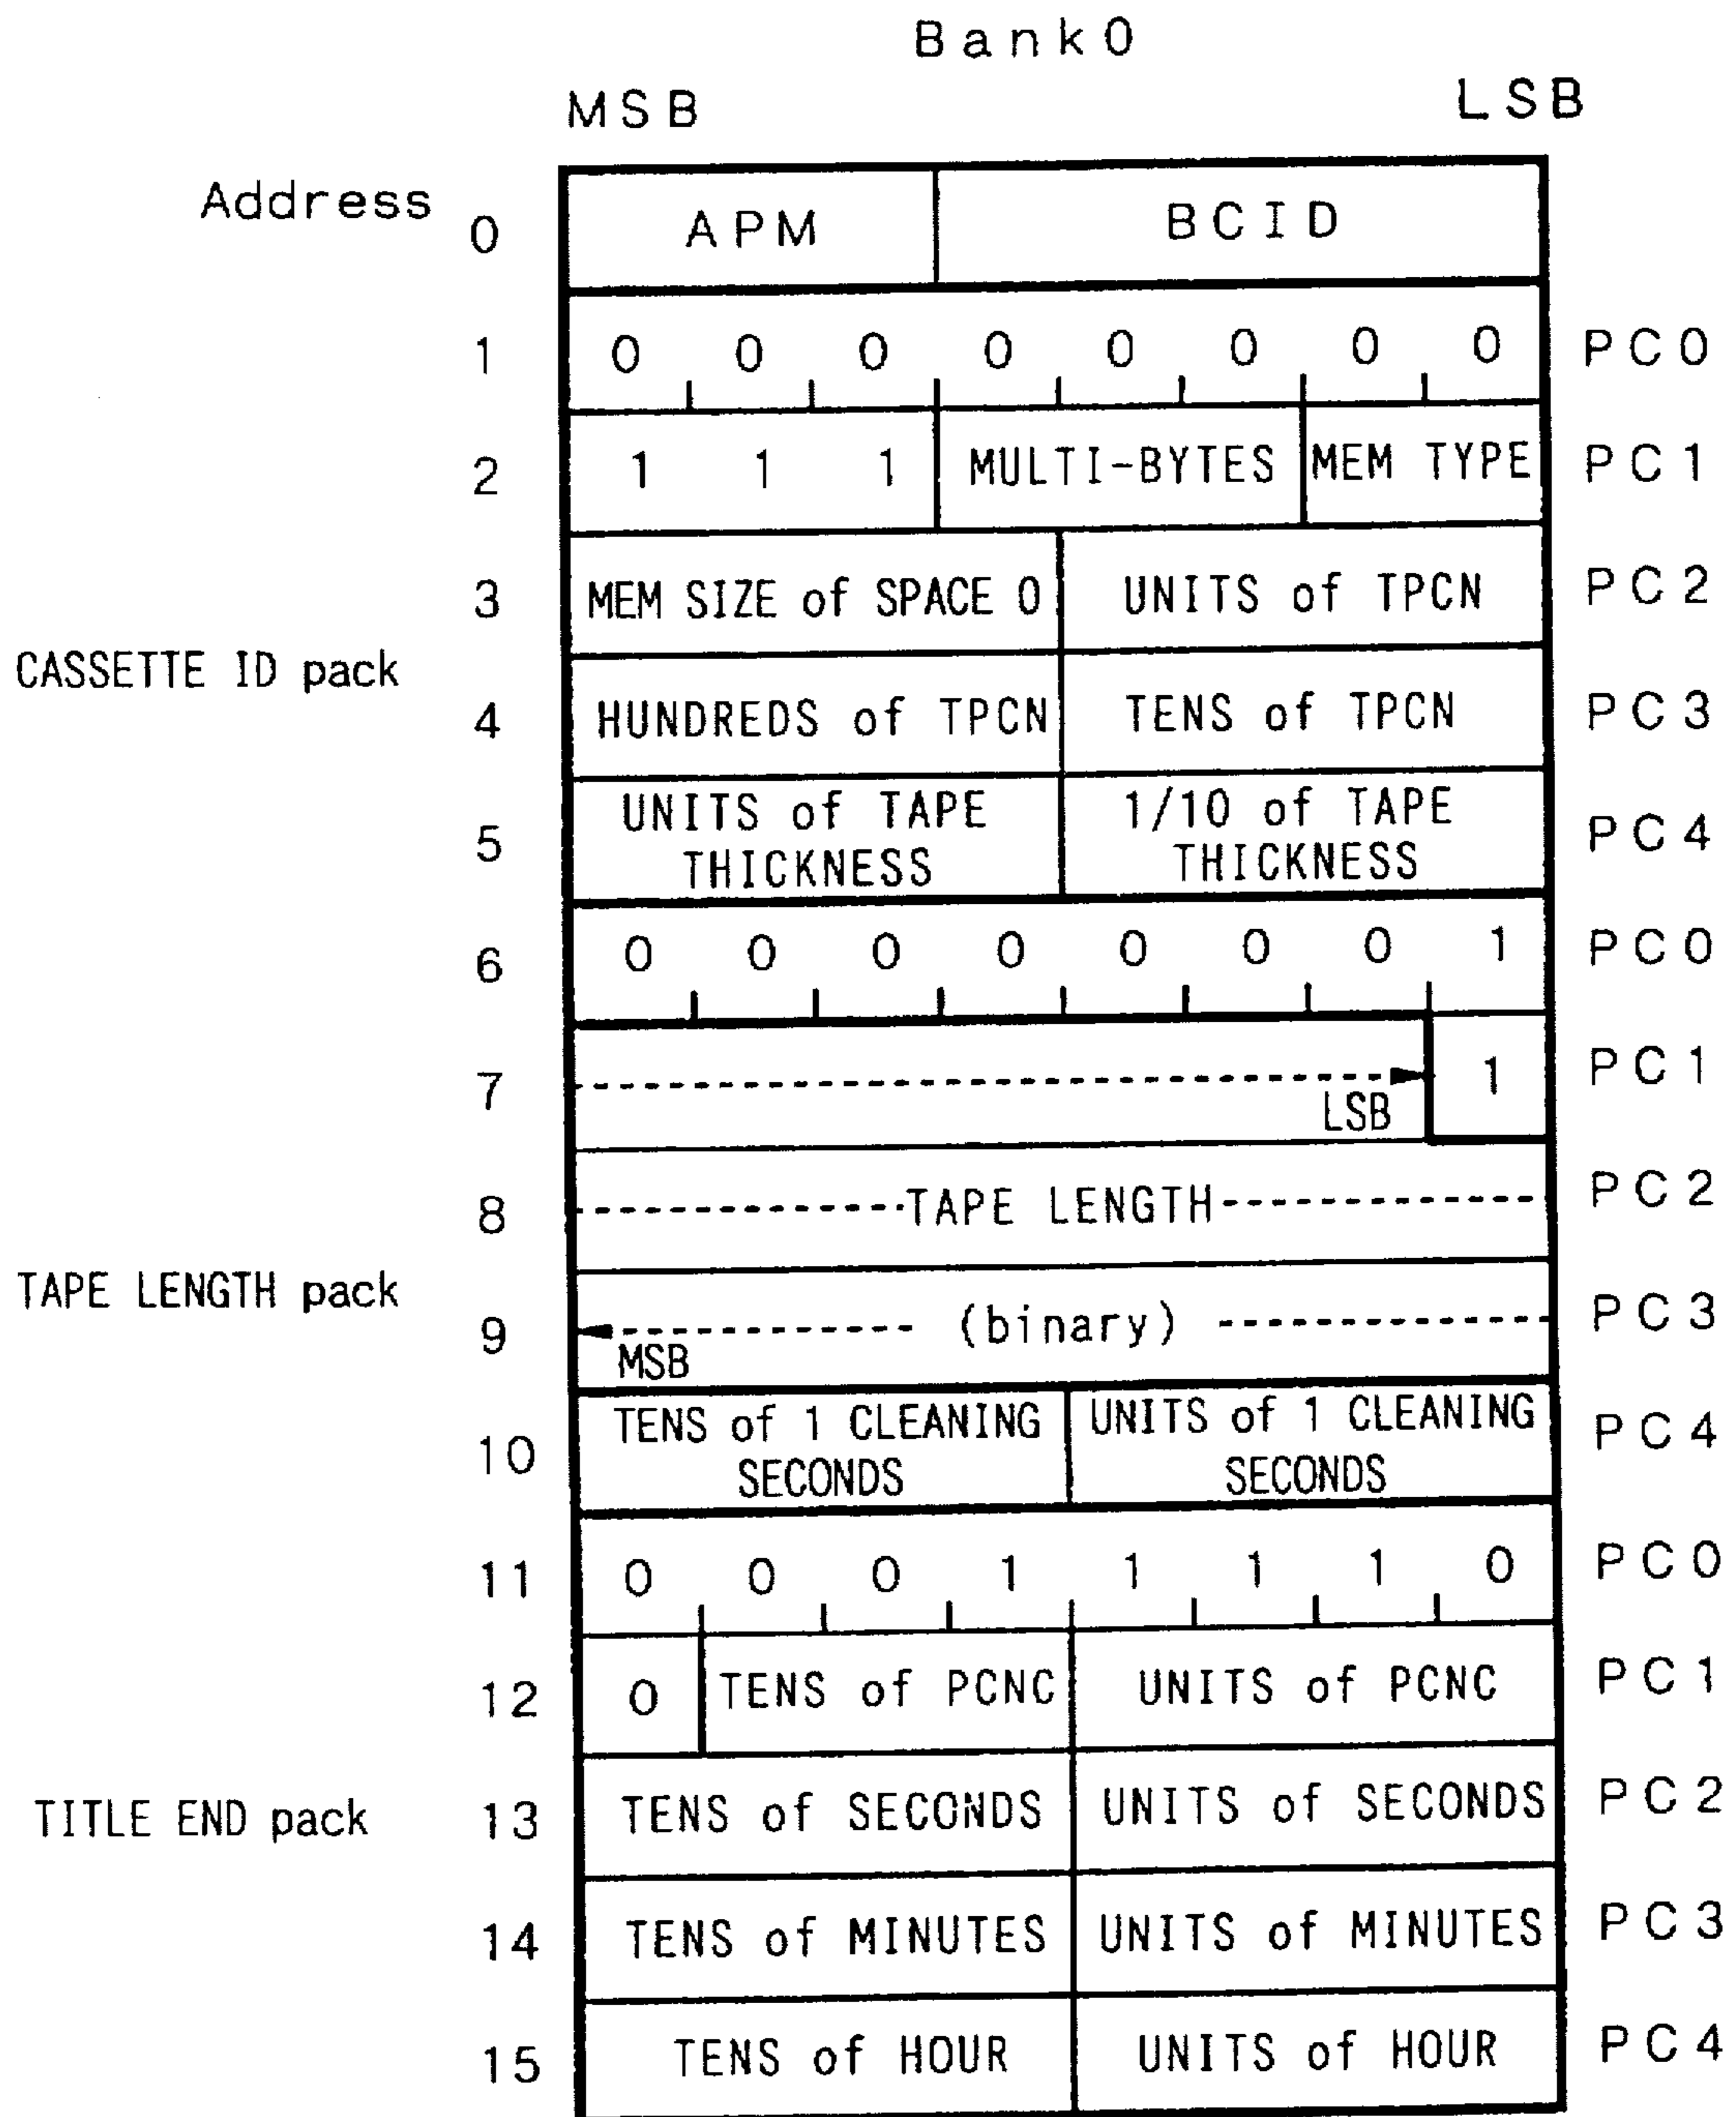 Bank0
MSB LSB
Address
0 APM BCID
1 0 0 0 0 0 0 0 0 PC0
2 1 1 1 MULTI-BYTES MEM TYPE PC1
3 MEM SIZE of SPACE 0 UNITS of TPCN PC2
CASSETTE ID pack
4 HUNDREDS of TPCN TENS of TPCN PC3
5 UNITS of TAPE THICKNESS 1/10 of TAPE THICKNESS PC4
6 0 0 0 0 0 0 0 1 PC0
7 LSB 1 PC1
8 TAPE LENGTH PC2
TAPE LENGTH pack
9 MSB (binary) PC3
10 TENS of 1 CLEANING SECONDS UNITS of 1 CLEANING SECONDS PC4
11 0 0 0 1 1 1 1 0 PC0
12 0 TENS of PCNC UNITS of PCNC PC1
TITLE END pack
13 TENS of SECONDS UNITS of SECONDS PC2
14 TENS of MINUTES UNITS of MINUTES PC3
15 TENS of HOUR UNITS of HOUR PC4